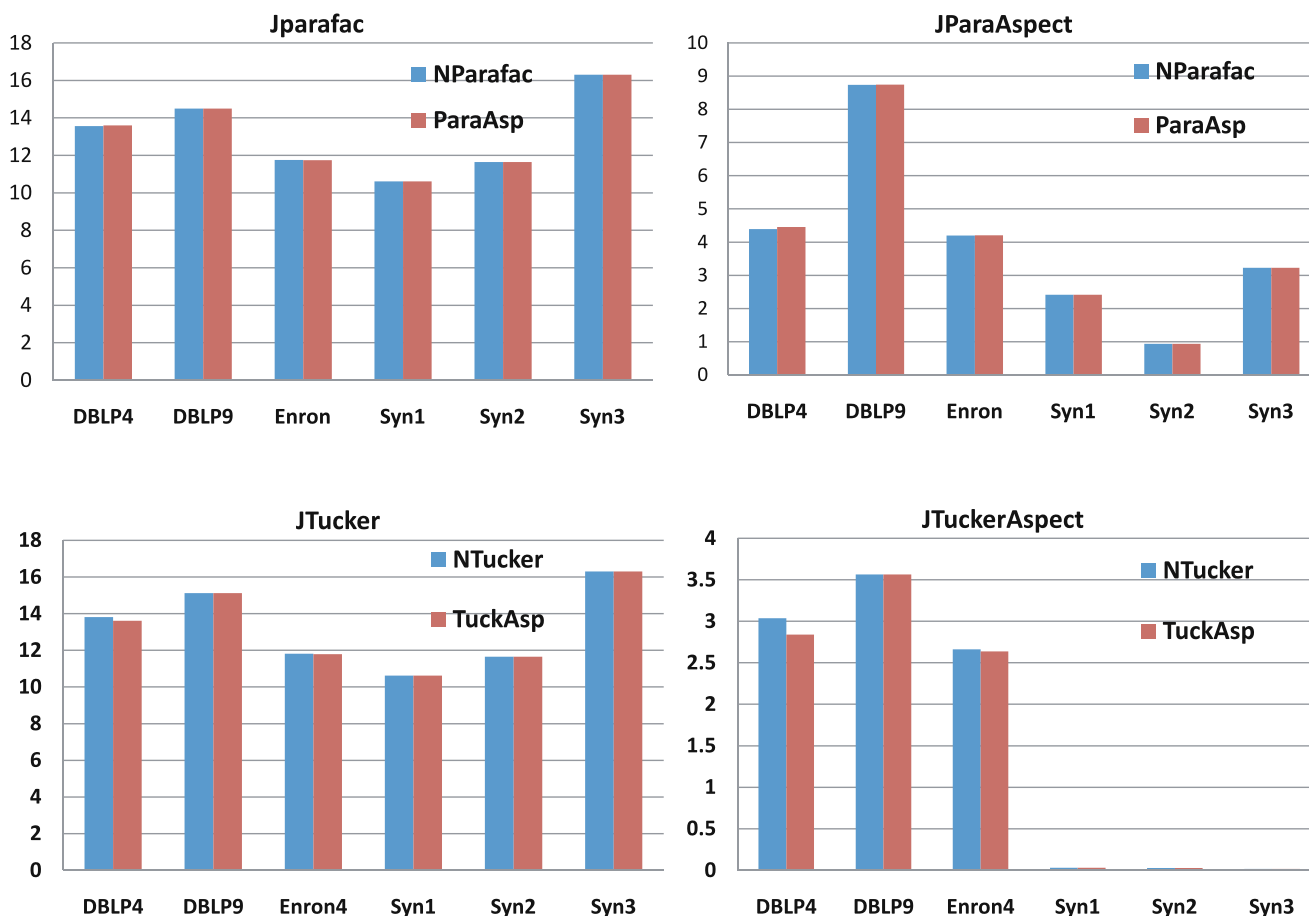 Jparafac
18
16
14
12
10
8
6
4
2
0
NParafac
ParaAsp
DBLP4 DBLP9 Enron Syn1 Syn2 Syn3
JParaAspect
10
9
8
7
6
5
4
3
2
1
0
NParafac
ParaAsp
DBLP4 DBLP9 Enron Syn1 Syn2 Syn3
JTucker
18
16
14
12
10
8
6
4
2
0
NTucker
TuckAsp
DBLP4 DBLP9 Enron4 Syn1 Syn2 Syn3
JTuckerAspect
4
3.5
3
2.5
2
1.5
1
0.5
0
NTucker
TuckAsp
DBLP4 DBLP9 Enron4 Syn1 Syn2 Syn3